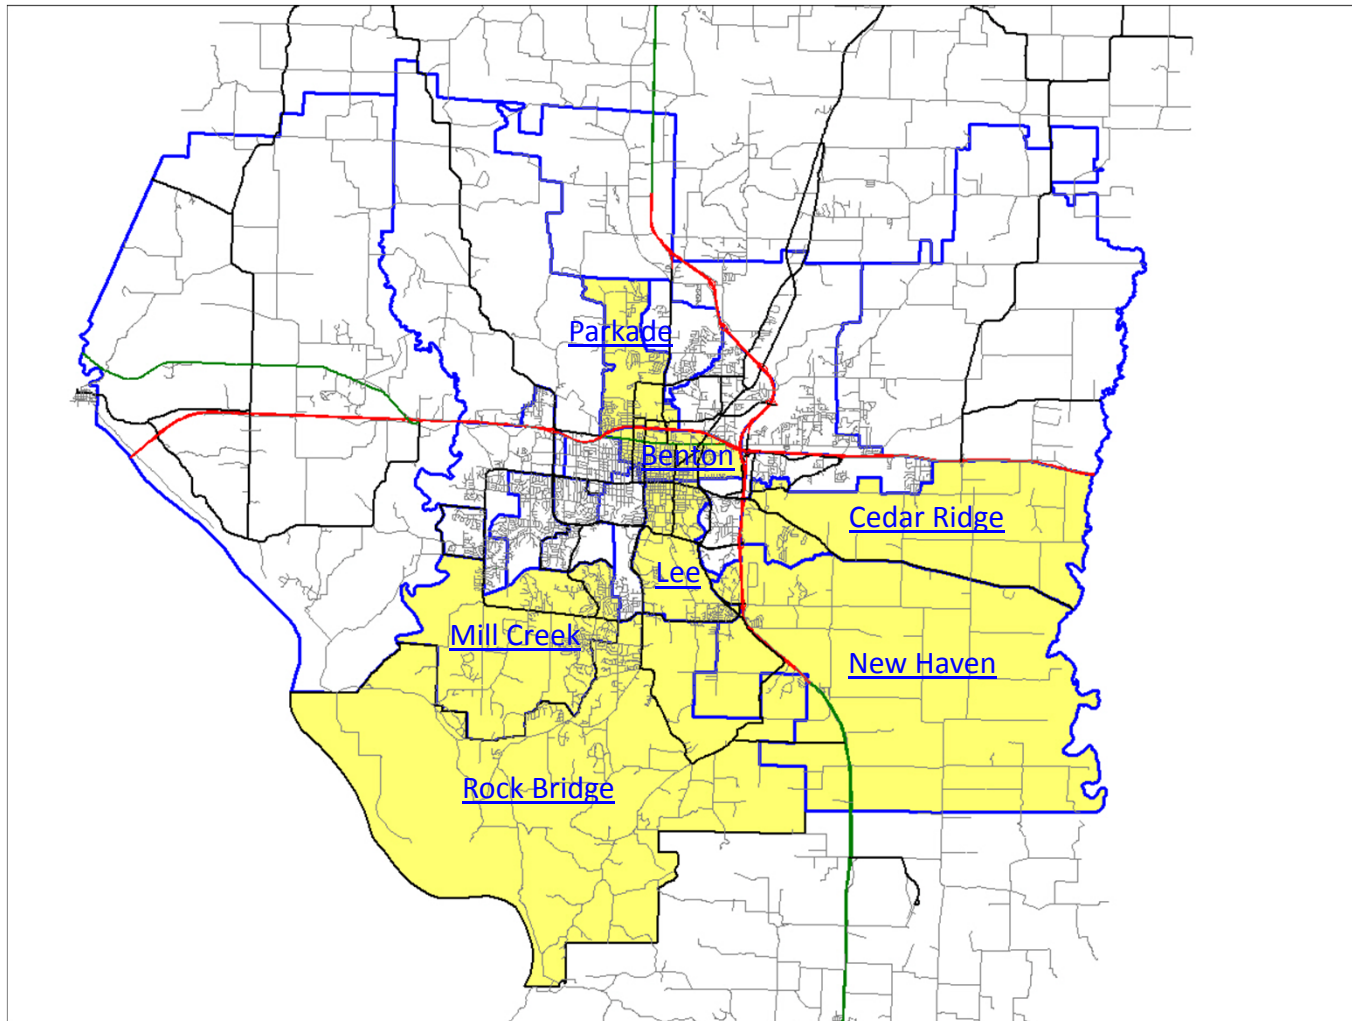 Parkade
Benton
Cedar Ridge
Lee
Mill Creek
New Haven
Rock Bridge